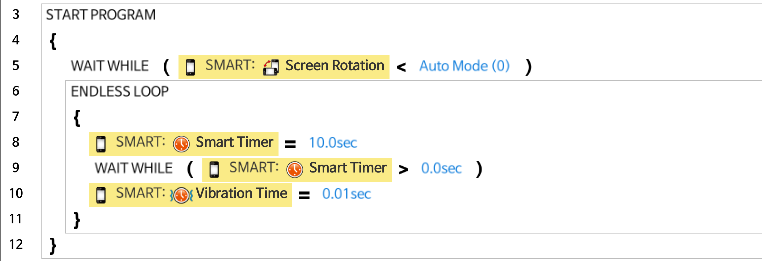 3 START PROGRAM
4 {
5 WAIT WHILE ( SMART: Screen Rotation < Auto Mode (0) )
6 ENDLESS LOOP
7 {
8 SMART: Smart Timer = 10.0sec
9 WAIT WHILE ( SMART: Smart Timer > 0.0sec )
10 SMART: Vibration Time = 0.01sec
11 }
12 }